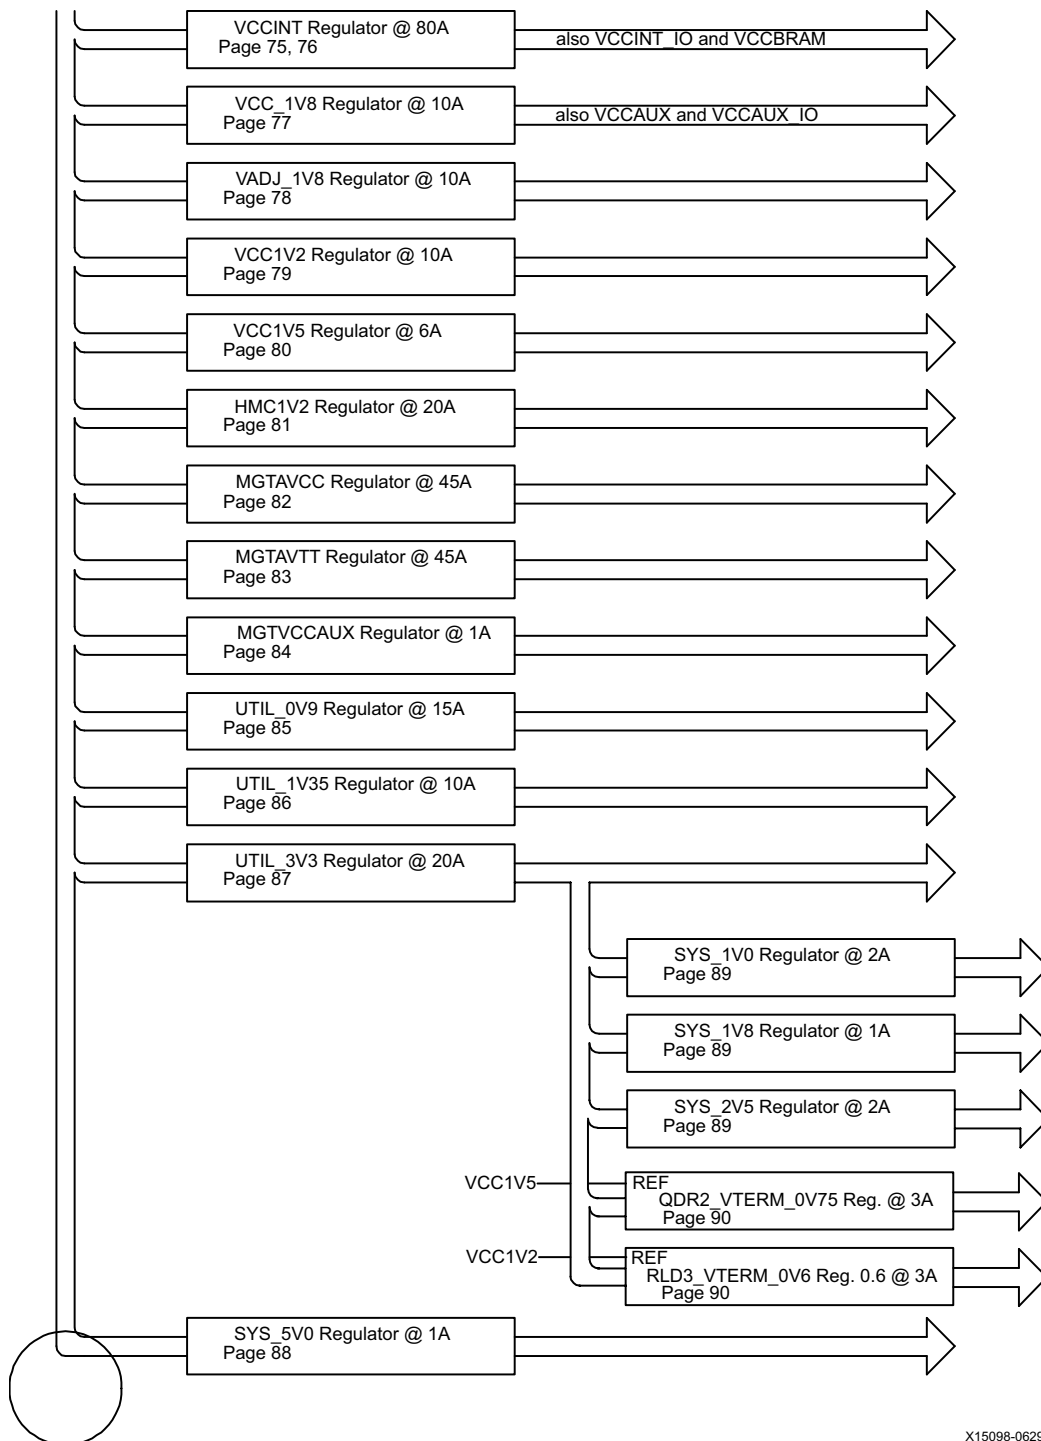 VCCINT Regulator @ 80A
Page 75, 76
also VCCINT_IO and VCCBRAM
VCC_1V8 Regulator @ 10A
Page 77
also VCCAUX and VCCAUX_IO
VADJ_1V8 Regulator @ 10A
Page 78
VCC1V2 Regulator @ 10A
Page 79
VCC1V5 Regulator @ 6A
Page 80
HMC1V2 Regulator @ 20A
Page 81
MGTAVCC Regulator @ 45A
Page 82
MGTAVTT Regulator @ 45A
Page 83
MGTVCCAUX Regulator @ 1A
Page 84
UTIL_0V9 Regulator @ 15A
Page 85
UTIL_1V35 Regulator @ 10A
Page 86
UTIL_3V3 Regulator @ 20A
Page 87
SYS_1V0 Regulator @ 2A
Page 89
SYS_1V8 Regulator @ 1A
Page 89
SYS_2V5 Regulator @ 2A
Page 89
VCC1V5
REF
QDR2_VTERM_0V75 Reg. @ 3A
Page 90
VCC1V2
REF
RLD3_VTERM_0V6 Reg. 0.6 @ 3A
Page 90
SYS_5V0 Regulator @ 1A
Page 88
X15098-0629